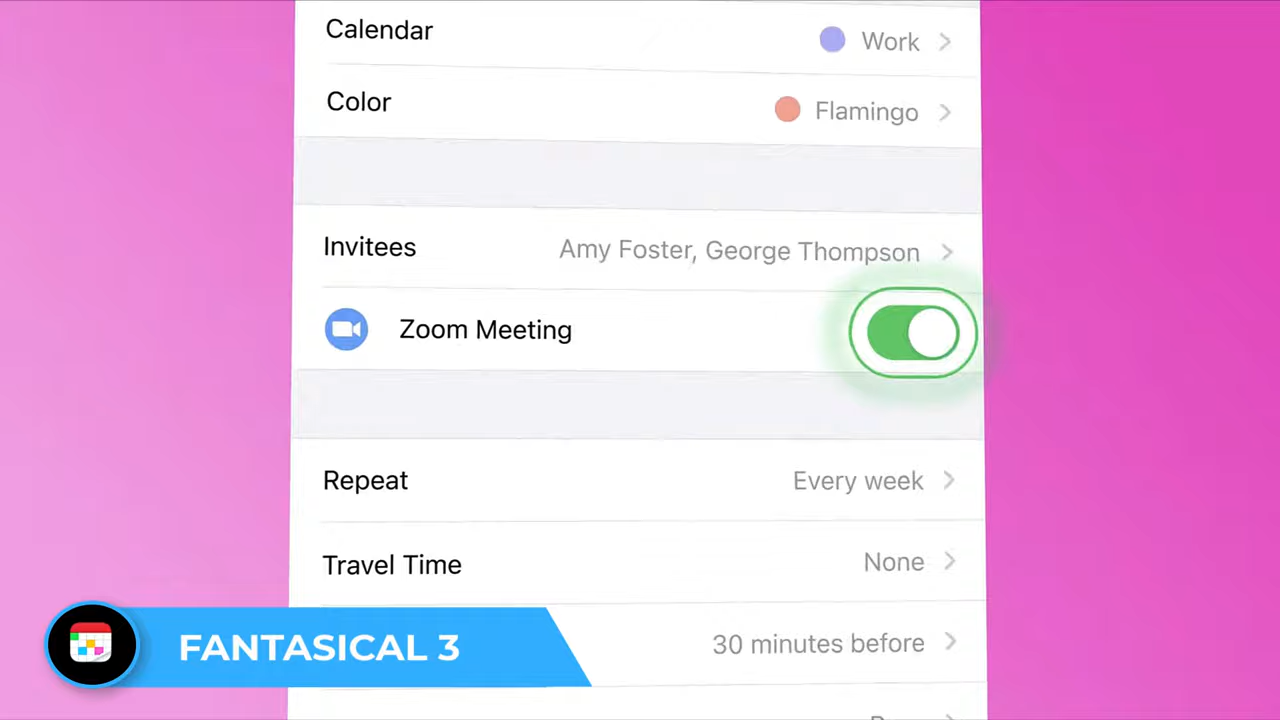 Calendar Work
Color Flamingo
Invitees Amy Foster, George Thompson
Zoom Meeting
Repeat Every week
Travel Time None
30 minutes before
FANTASICAL 3